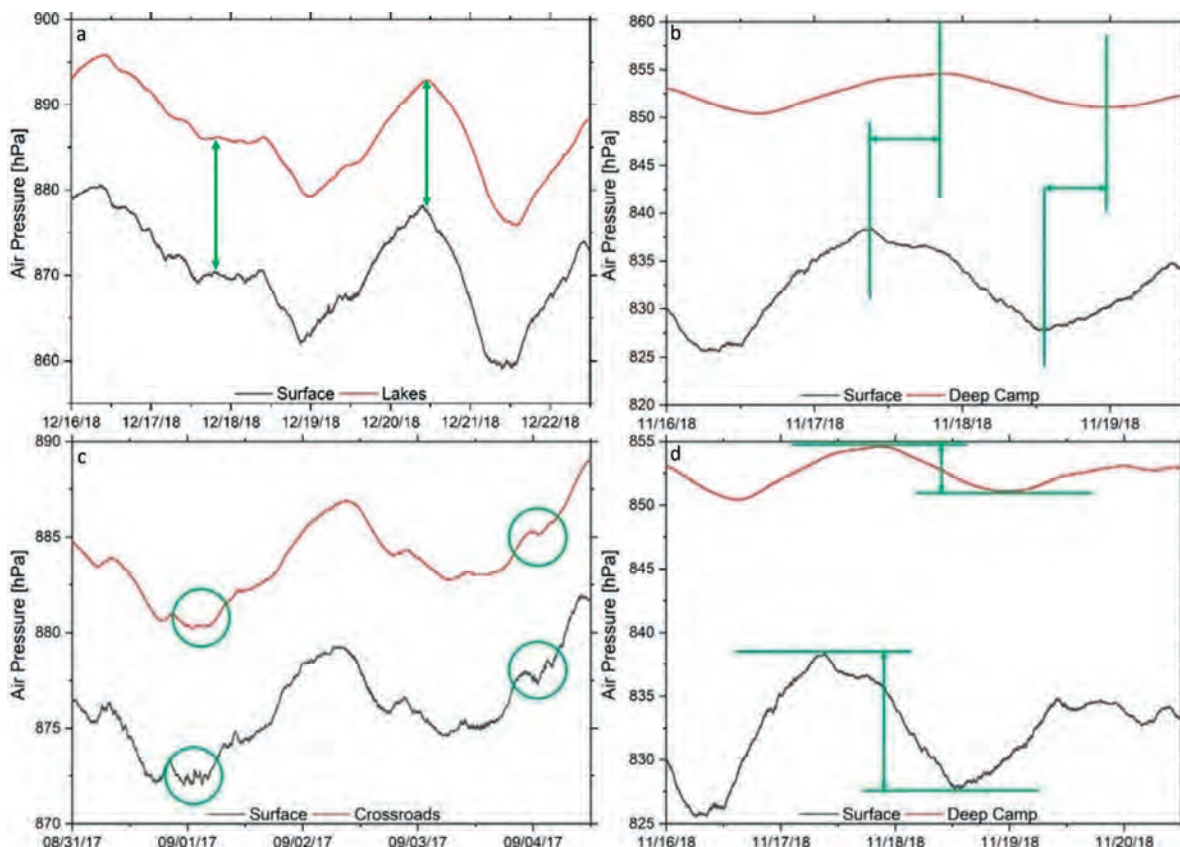 a
900
890
880
870
860
Air Pressure [hPa]
Surface Lakes
12/16/18 12/17/18 12/18/18 12/19/18 12/20/18 12/21/18 12/22/18
b
860
855
850
845
840
835
830
825
820
Air Pressure [hPa]
Surface Deep Camp
11/16/18 11/17/18 11/18/18 11/19/18
c
890
885
880
875
870
Air Pressure [hPa]
Surface Crossroads
08/31/17 09/01/17 09/02/17 09/03/17 09/04/17
d
855
850
845
840
835
830
825
Air Pressure [hPa]
Surface Deep Camp
11/16/18 11/17/18 11/18/18 11/19/18 11/20/18